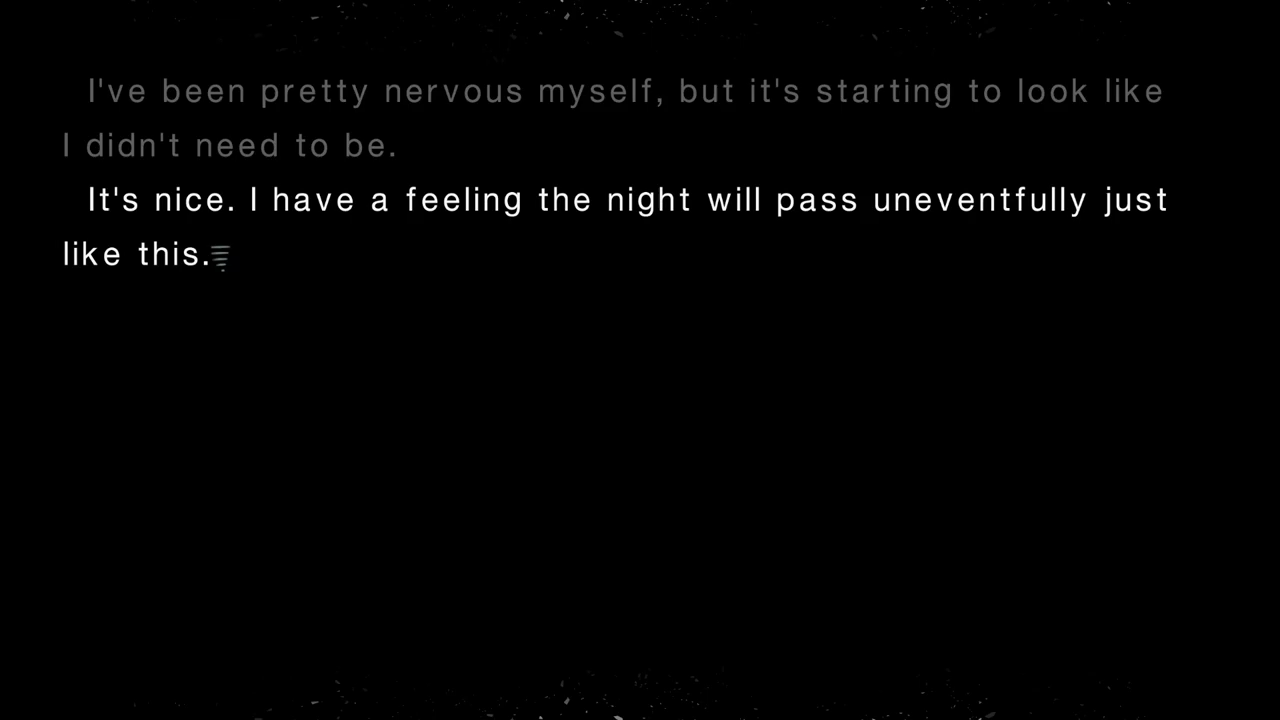 I've been pretty nervous myself, but it's starting to look like
I didn't need to be.
It's nice. I have a feeling the night will pass uneventfully just
like this.